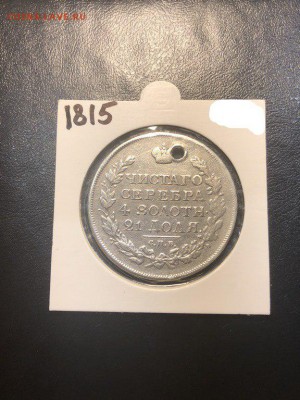 1815
ЧИСТАГО
СЕРЕБРА
4 ЗОЛОТН.
21 ДОЛЯ.
С.П.Б.